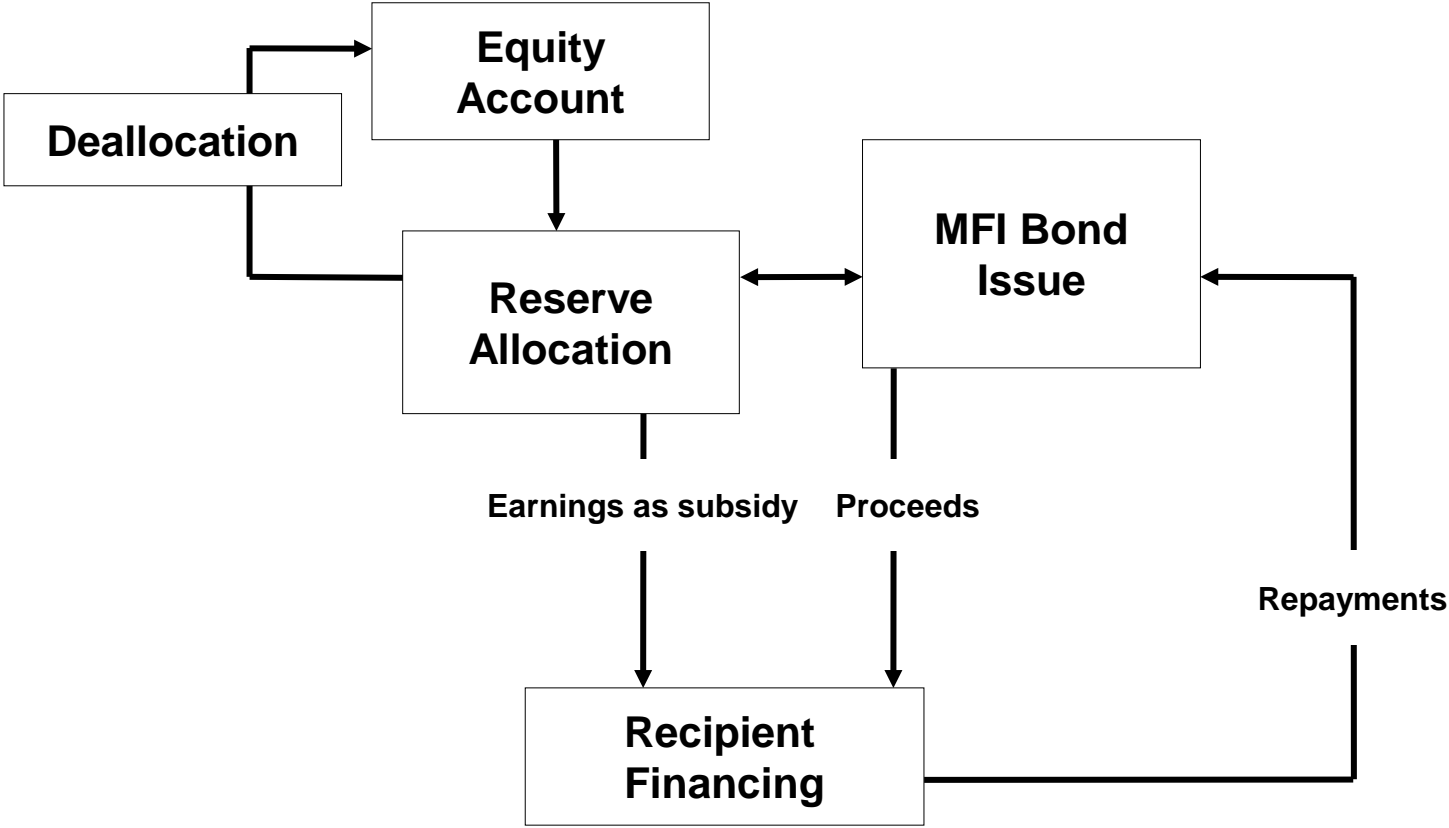 Equity
Account
Deallocation
MFI Bond
Issue
Reserve
Allocation
Earnings as subsidy
Proceeds
Repayments
Recipient
Financing